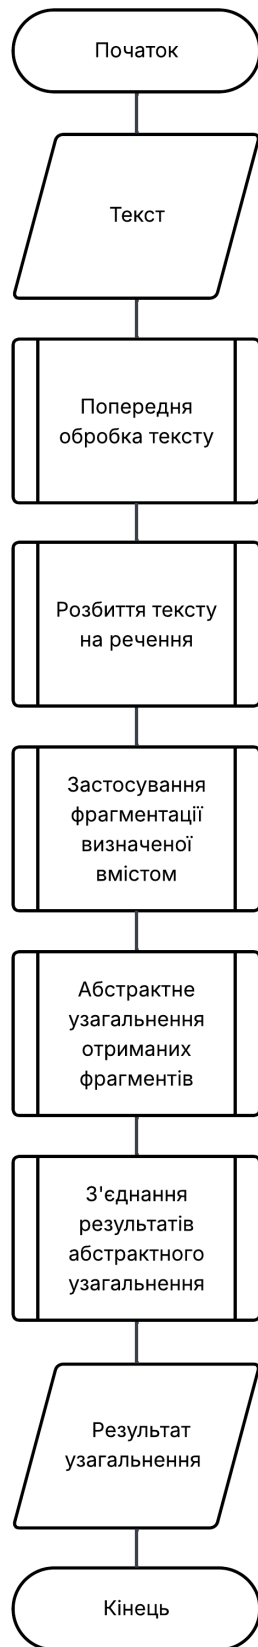 Початок
Текст
Попередня
обробка тексту
Розбиття тексту
на речення
Застосування
фрагментації
визначеної
вмістом
Абстрактне
узагальнення
отриманих
фрагментів
З'єднання
результатів
абстрактного
узагальнення
Результат
узагальнення
Кінець